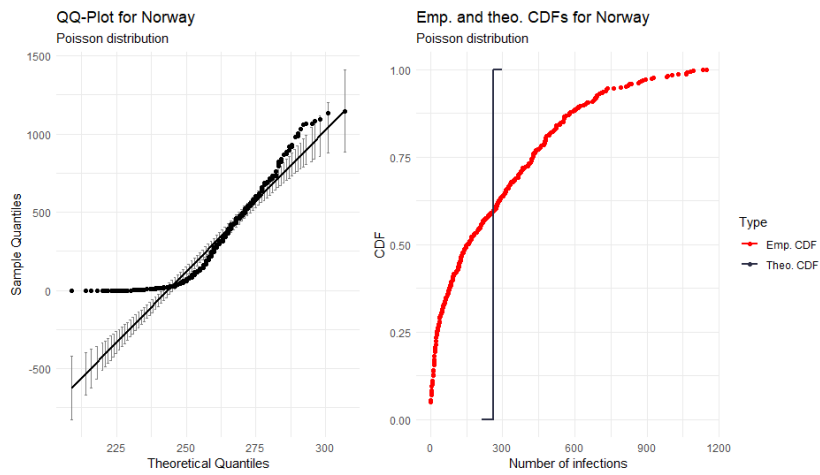 QQ-Plot for Norway
Poisson distribution
1500
1000
500
0
-500
Sample Quantiles
225
250
275
300
Theoretical Quantiles
Emp. and theo. CDFs for Norway
Poisson distribution
1.00
0.75
0.50
0.25
0.00
CDF
0
300
600
900
1200
Number of infections
Type
Emp. CDF
Theo. CDF